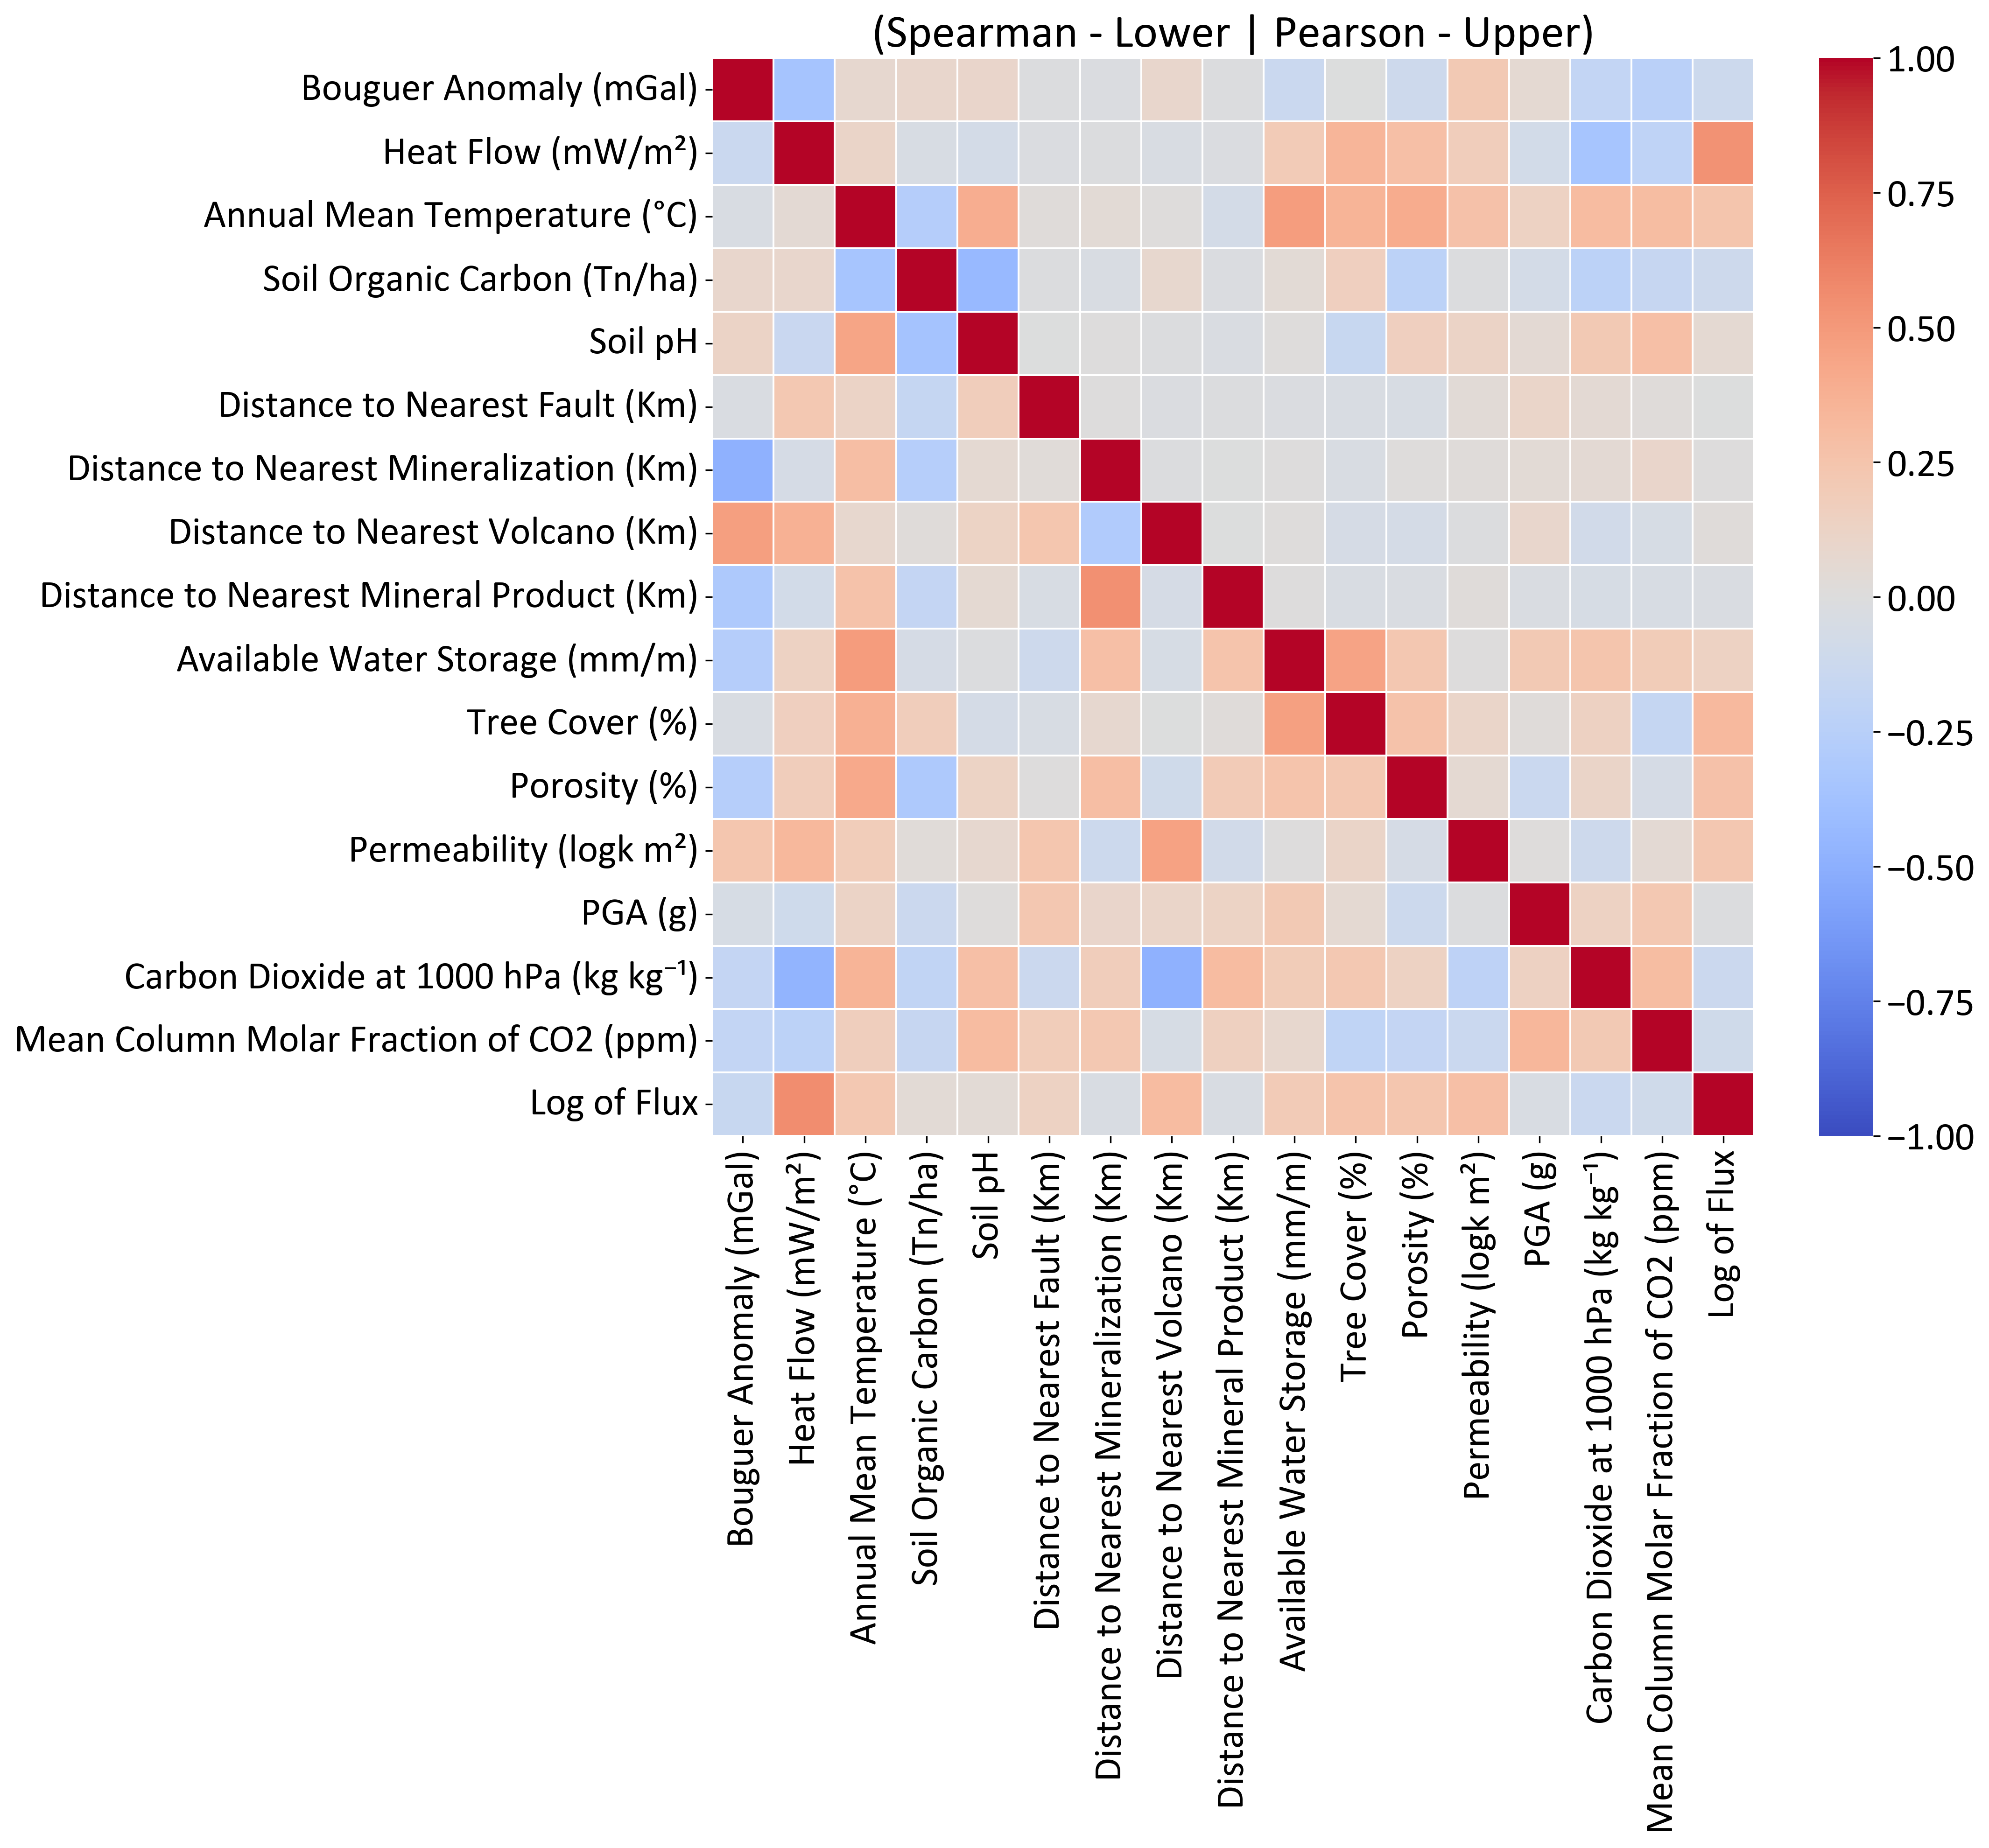 (Spearman - Lower | Pearson - Upper)
Bouguer Anomaly (mGal)
Heat Flow (mW/m²)
Annual Mean Temperature (°C)
Soil Organic Carbon (Tn/ha)
Soil pH
Distance to Nearest Fault (Km)
Distance to Nearest Mineralization (Km)
Distance to Nearest Volcano (Km)
Distance to Nearest Mineral Product (Km)
Available Water Storage (mm/m)
Tree Cover (%)
Porosity (%)
Permeability (logk m²)
PGA (g)
Carbon Dioxide at 1000 hPa (kg kg⁻¹)
Mean Column Molar Fraction of CO2 (ppm)
Log of Flux
Bouguer Anomaly (mGal)
Heat Flow (mW/m²)
Annual Mean Temperature (°C)
Soil Organic Carbon (Tn/ha)
Soil pH
Distance to Nearest Fault (Km)
Distance to Nearest Mineralization (Km)
Distance to Nearest Volcano (Km)
Distance to Nearest Mineral Product (Km)
Available Water Storage (mm/m)
Tree Cover (%)
Porosity (%)
Permeability (logk m²)
PGA (g)
Carbon Dioxide at 1000 hPa (kg kg⁻¹)
Mean Column Molar Fraction of CO2 (ppm)
Log of Flux
1.00
0.75
0.50
0.25
0.00
−0.25
−0.50
−0.75
−1.00